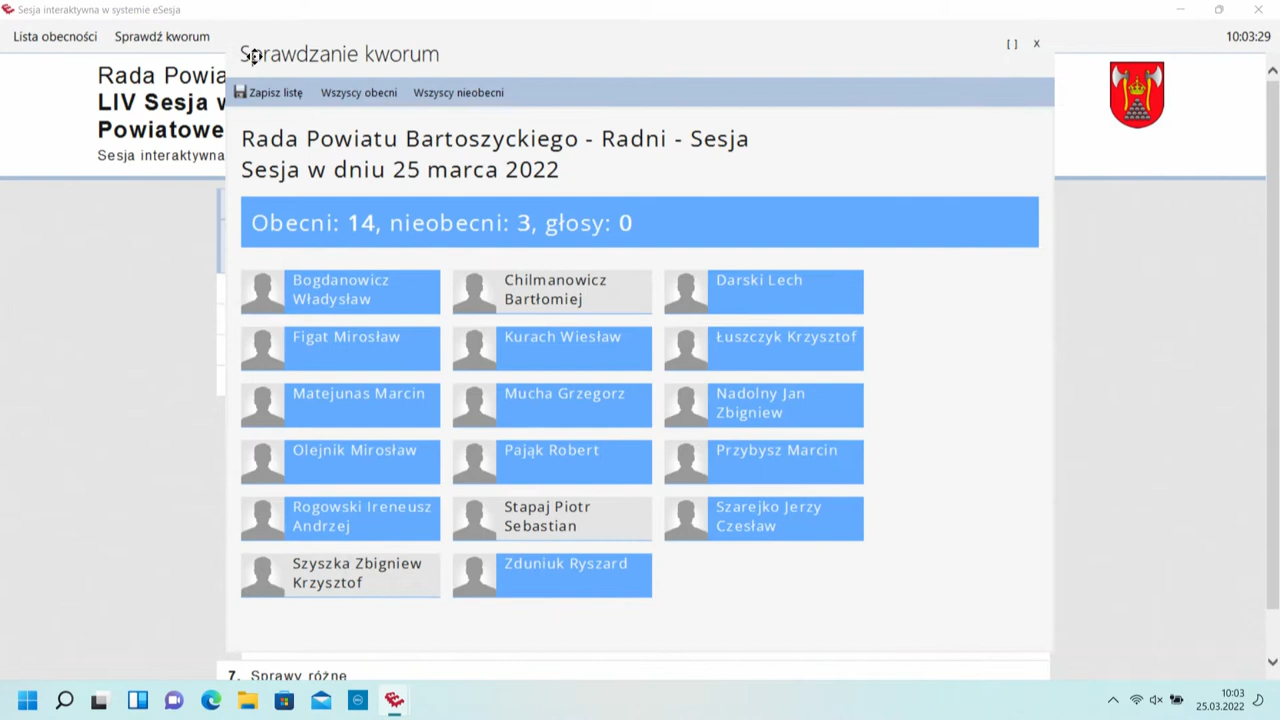 Sesja interaktywna w systemie eSesja
Lista obecności Sprawdź kworum
10:03:29
Rada Powia
LIV Sesja w
Powiatowe
Sesja interaktywna
Sprawdzanie kworum
[ ] x
Zapisz listę Wszyscy obecni Wszyscy nieobecni
Rada Powiatu Bartoszyckiego - Radni - Sesja
Sesja w dniu 25 marca 2022
Obecni: 14, nieobecni: 3, głosy: 0
Bogdanowicz
Władysław
Chilmanowicz
Bartłomiej
Darski Lech
Figat Mirosław
Kurach Wiesław
Łuszczyk Krzysztof
Matejunas Marcin
Mucha Grzegorz
Nadolny Jan
Zbigniew
Olejnik Mirosław
Pająk Robert
Przybysz Marcin
Rogowski Ireneusz
Andrzej
Stapaj Piotr
Sebastian
Szarejko Jerzy
Czesław
Szyszka Zbigniew
Krzysztof
Zduniuk Ryszard
7. Sprawy różne
10:03
25.03.2022